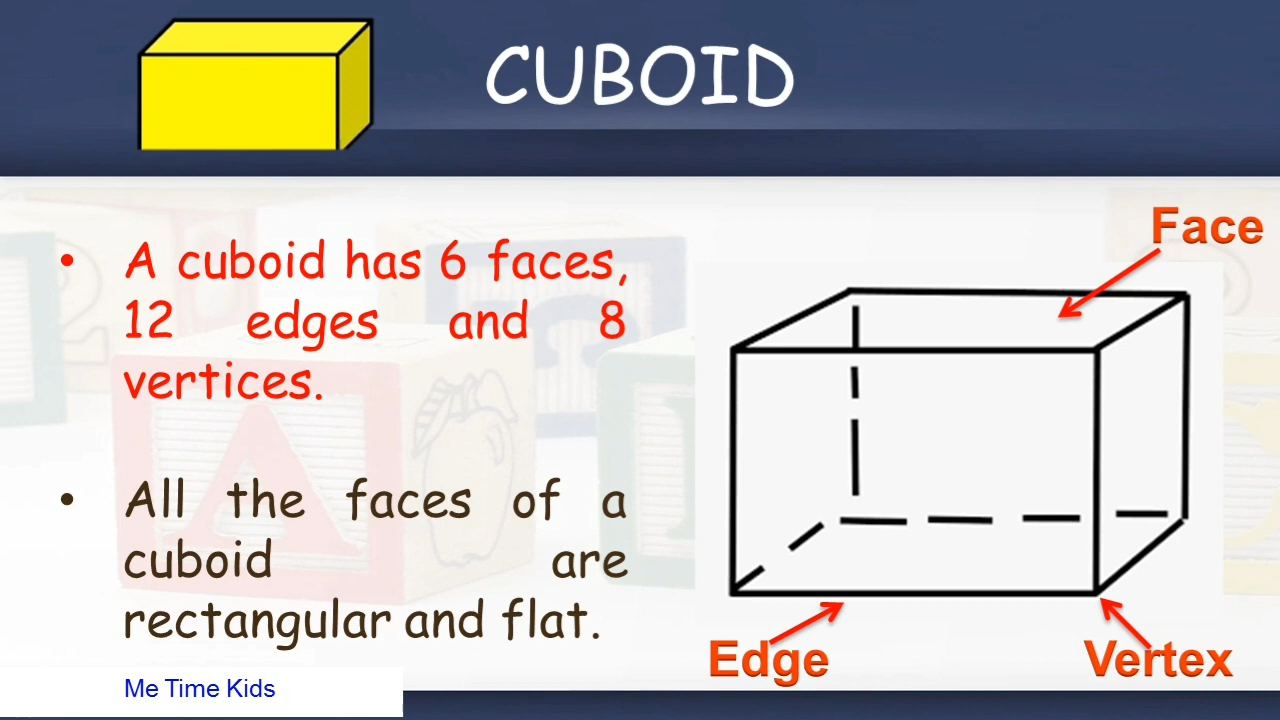 CUBOID
• A cuboid has 6 faces,
12 edges and 8
vertices.
• All the faces of a
cuboid are
rectangular and flat.
Face
Edge
Vertex
Me Time Kids